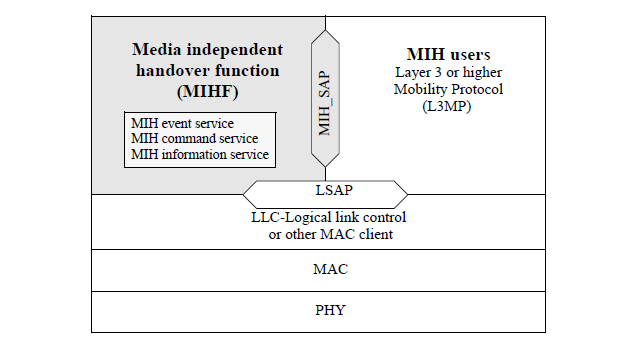 Media independent
handover function
(MIHF)
MIH event service
MIH command service
MIH information service
MIH_SAP
MIH users
Layer 3 or higher
Mobility Protocol
(L3MP)
LSAP
LLC-Logical link control
or other MAC client
MAC
PHY